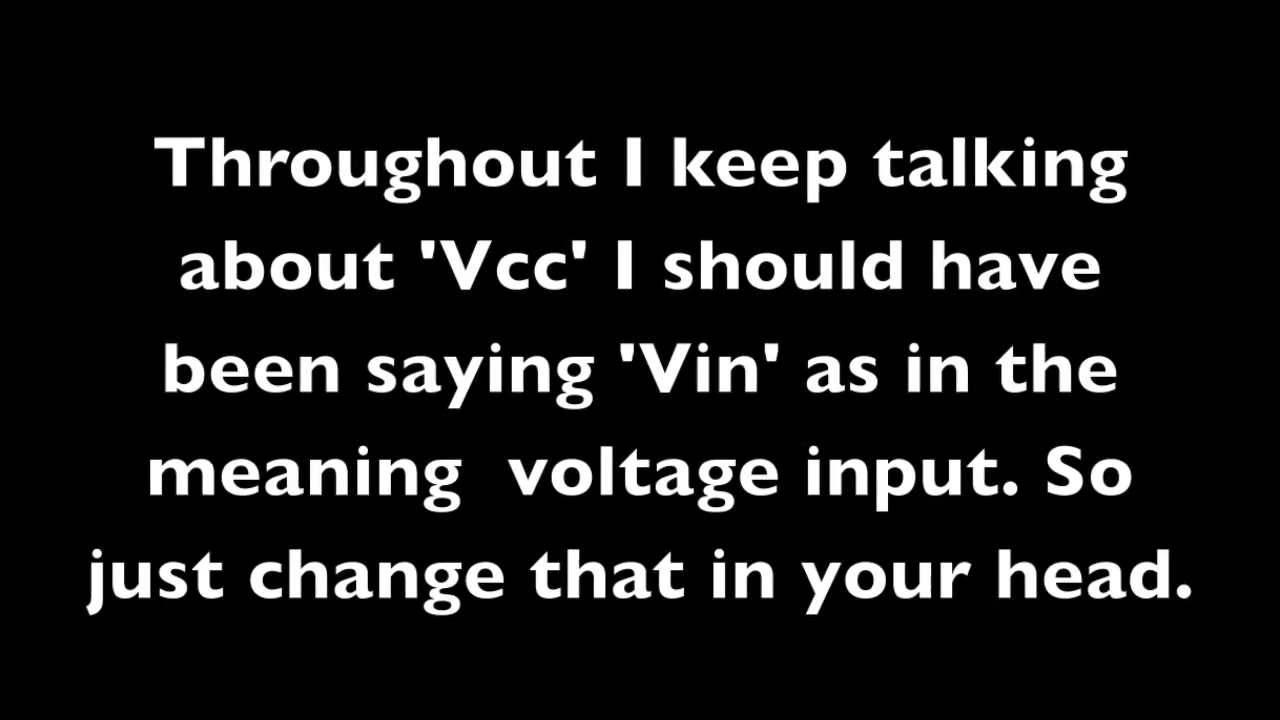 Throughout I keep talking
about 'Vcc' I should have
been saying 'Vin' as in the
meaning  voltage input. So
just change that in your head.